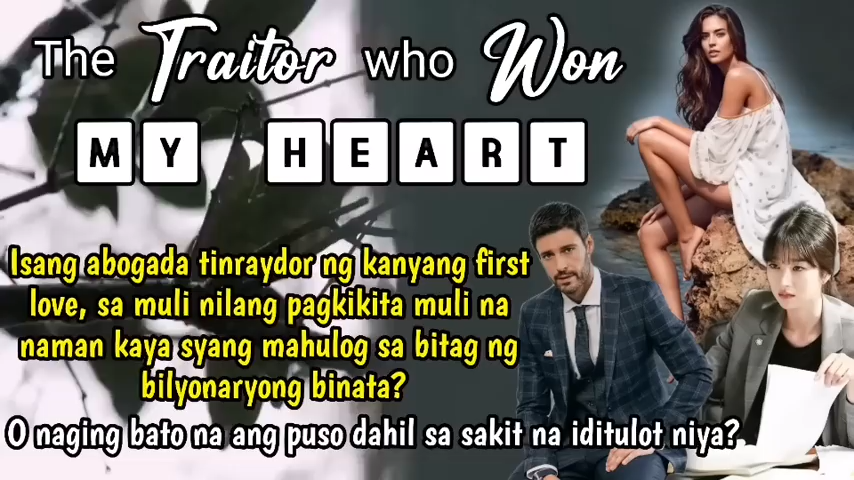 The Traitor who Won
MY HEART
Isang abogada tinraydor ng kanyang first
love, sa muli nilang pagkikita muli na
naman kaya syang mahulog sa bitag ng
bilyonaryong binata?
O naging bato na ang puso dahil sa sakit na iditulot niya?